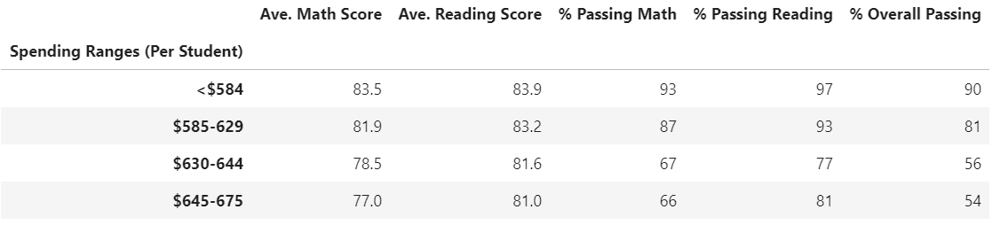 Ave. Math Score Ave. Reading Score % Passing Math % Passing Reading % Overall Passing
Spending Ranges (Per Student)
<$584 83.5 83.9 93 97 90
$585-629 81.9 83.2 87 93 81
$630-644 78.5 81.6 67 77 56
$645-675 77.0 81.0 66 81 54